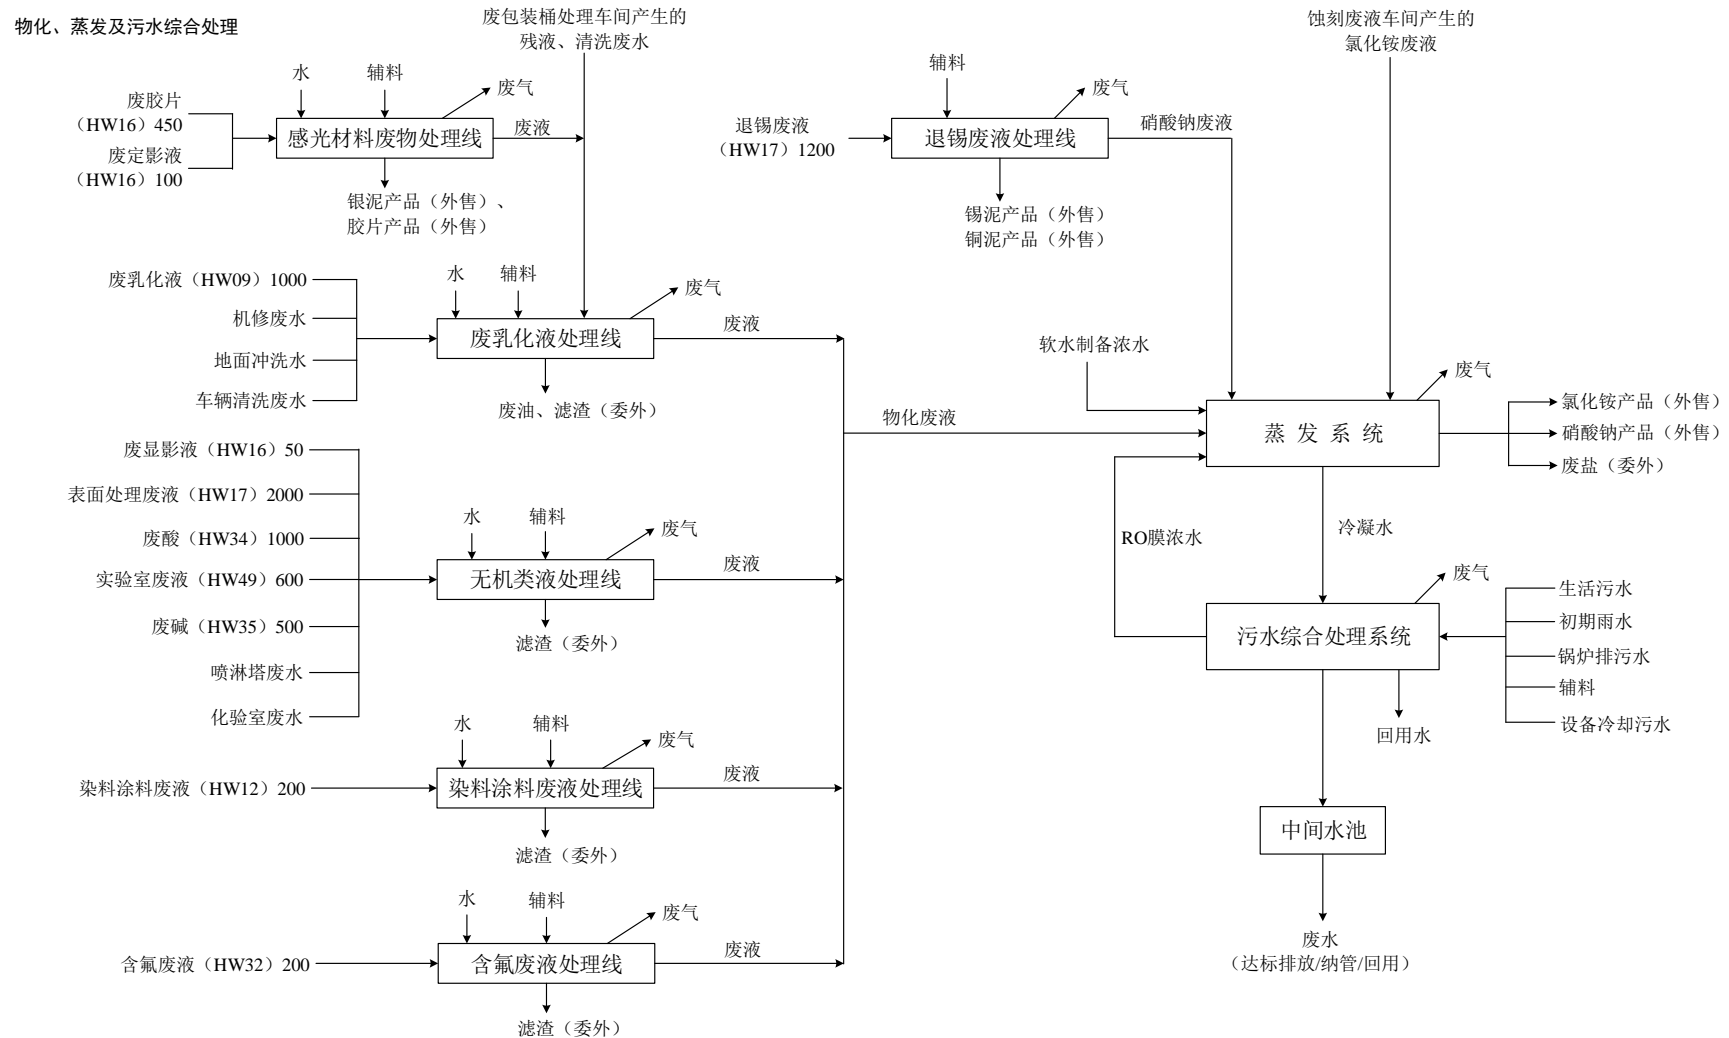 物化、蒸发及污水综合处理
废包装桶处理车间产生的
残液、清洗废水
蚀刻废液车间产生的
氯化铵废液
水
辅料
废气
废胶片
（HW16）450
废定影液
（HW16）100
感光材料废物处理线
废液
银泥产品（外售）、
胶片产品（外售）
辅料
废气
退锡废液
（HW17）1200
退锡废液处理线
硝酸钠废液
锡泥产品（外售）
铜泥产品（外售）
废乳化液（HW09）1000
机修废水
地面冲洗水
车辆清洗废水
水
辅料
废气
废乳化液处理线
废液
废油、滤渣（委外）
废显影液（HW16）50
表面处理废液（HW17）2000
废酸（HW34）1000
实验室废液（HW49）600
废碱（HW35）500
喷淋塔废水
化验室废水
水
辅料
废气
无机类液处理线
废液
滤渣（委外）
染料涂料废液（HW12）200
水
辅料
废气
染料涂料废液处理线
废液
滤渣（委外）
含氟废液（HW32）200
水
辅料
废气
含氟废液处理线
废液
滤渣（委外）
物化废液
软水制备浓水
废气
蒸发系统
氯化铵产品（外售）
硝酸钠产品（外售）
废盐（委外）
RO膜浓水
冷凝水
废气
污水综合处理系统
生活污水
初期雨水
锅炉排污水
辅料
设备冷却污水
回用水
中间水池
废水
（达标排放/纳管/回用）